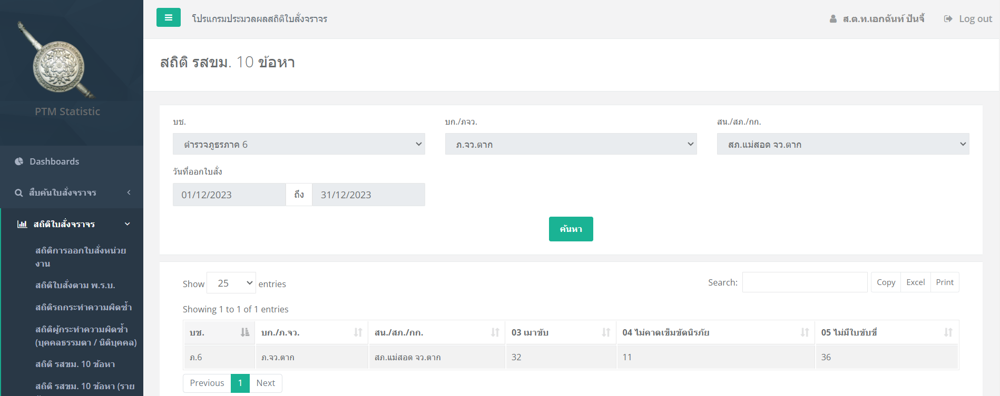 โปรแกรมประมวลผลสถิติใบสั่งจราจร
ส.ต.ท.เอกฉันท์ ปันจี้
Log out
PTM Statistic
Dashboards
สืบค้นใบสั่งจราจร
สถิติใบสั่งจราจร
สถิติการออกใบสั่งหน่วย
งาน
สถิติใบสั่งตาม พ.ร.บ.
สถิติรถกระทำความผิดซ้ำ
สถิติผู้กระทำความผิดซ้ำ
(บุคคลธรรมดา / นิติบุคคล)
สถิติ รสขม. 10 ข้อหา
สถิติ รสขม. 10 ข้อหา (ราย
สถิติ รสขม. 10 ข้อหา
บช. บก./ภจว. สน./สภ./กก.
ตำรวจภูธรภาค 6 ภ.จว.ตาก สภ.แม่สอด จว.ตาก
วันที่ออกใบสั่ง
01/12/2023 ถึง 31/12/2023
ค้นหา
Show 25 entries Search: Copy Excel Print
Showing 1 to 1 of 1 entries
บช. บก./ภ.จว. สน./สภ./กก. 03 เมาขับ 04 ไม่คาดเข็มขัดนิรภัย 05 ไม่มีใบขับขี่
ภ.6 ภ.จว.ตาก สภ.แม่สอด จว.ตาก 32 11 36
Previous 1 Next